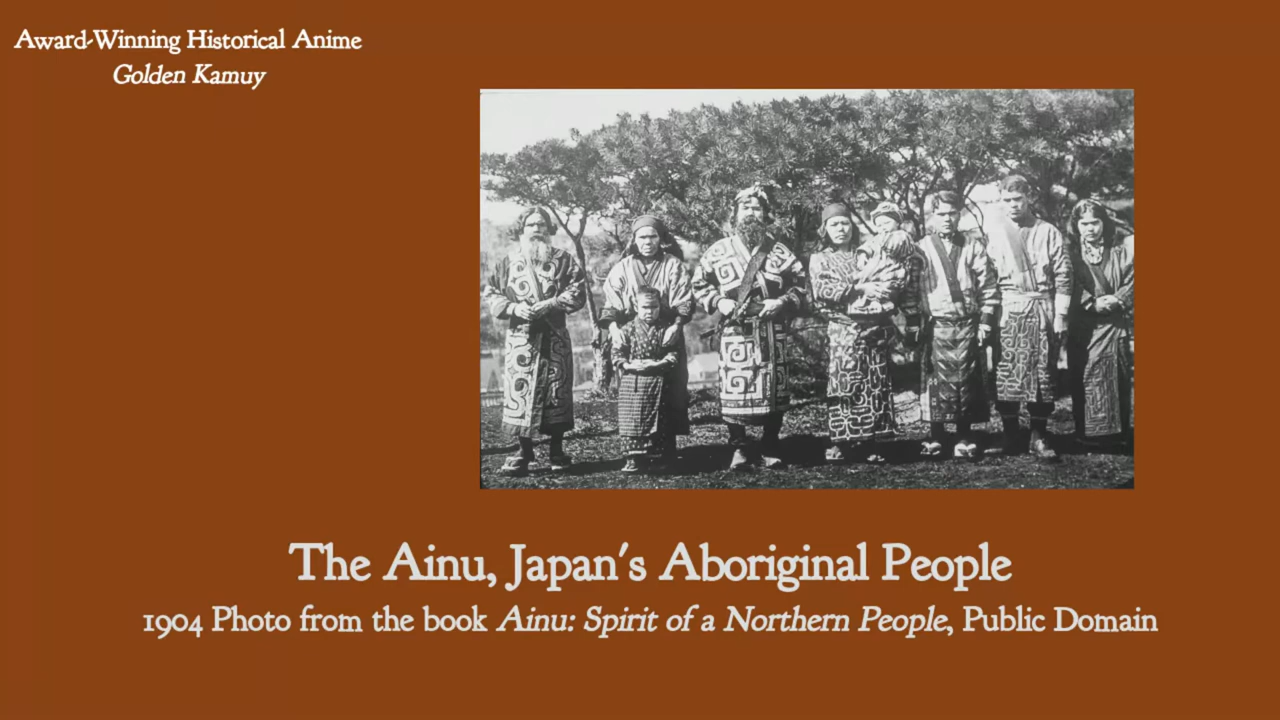 Award-Winning Historical Anime
Golden Kamuy
The Ainu, Japan's Aboriginal People
1904 Photo from the book Ainu: Spirit of a Northern People, Public Domain